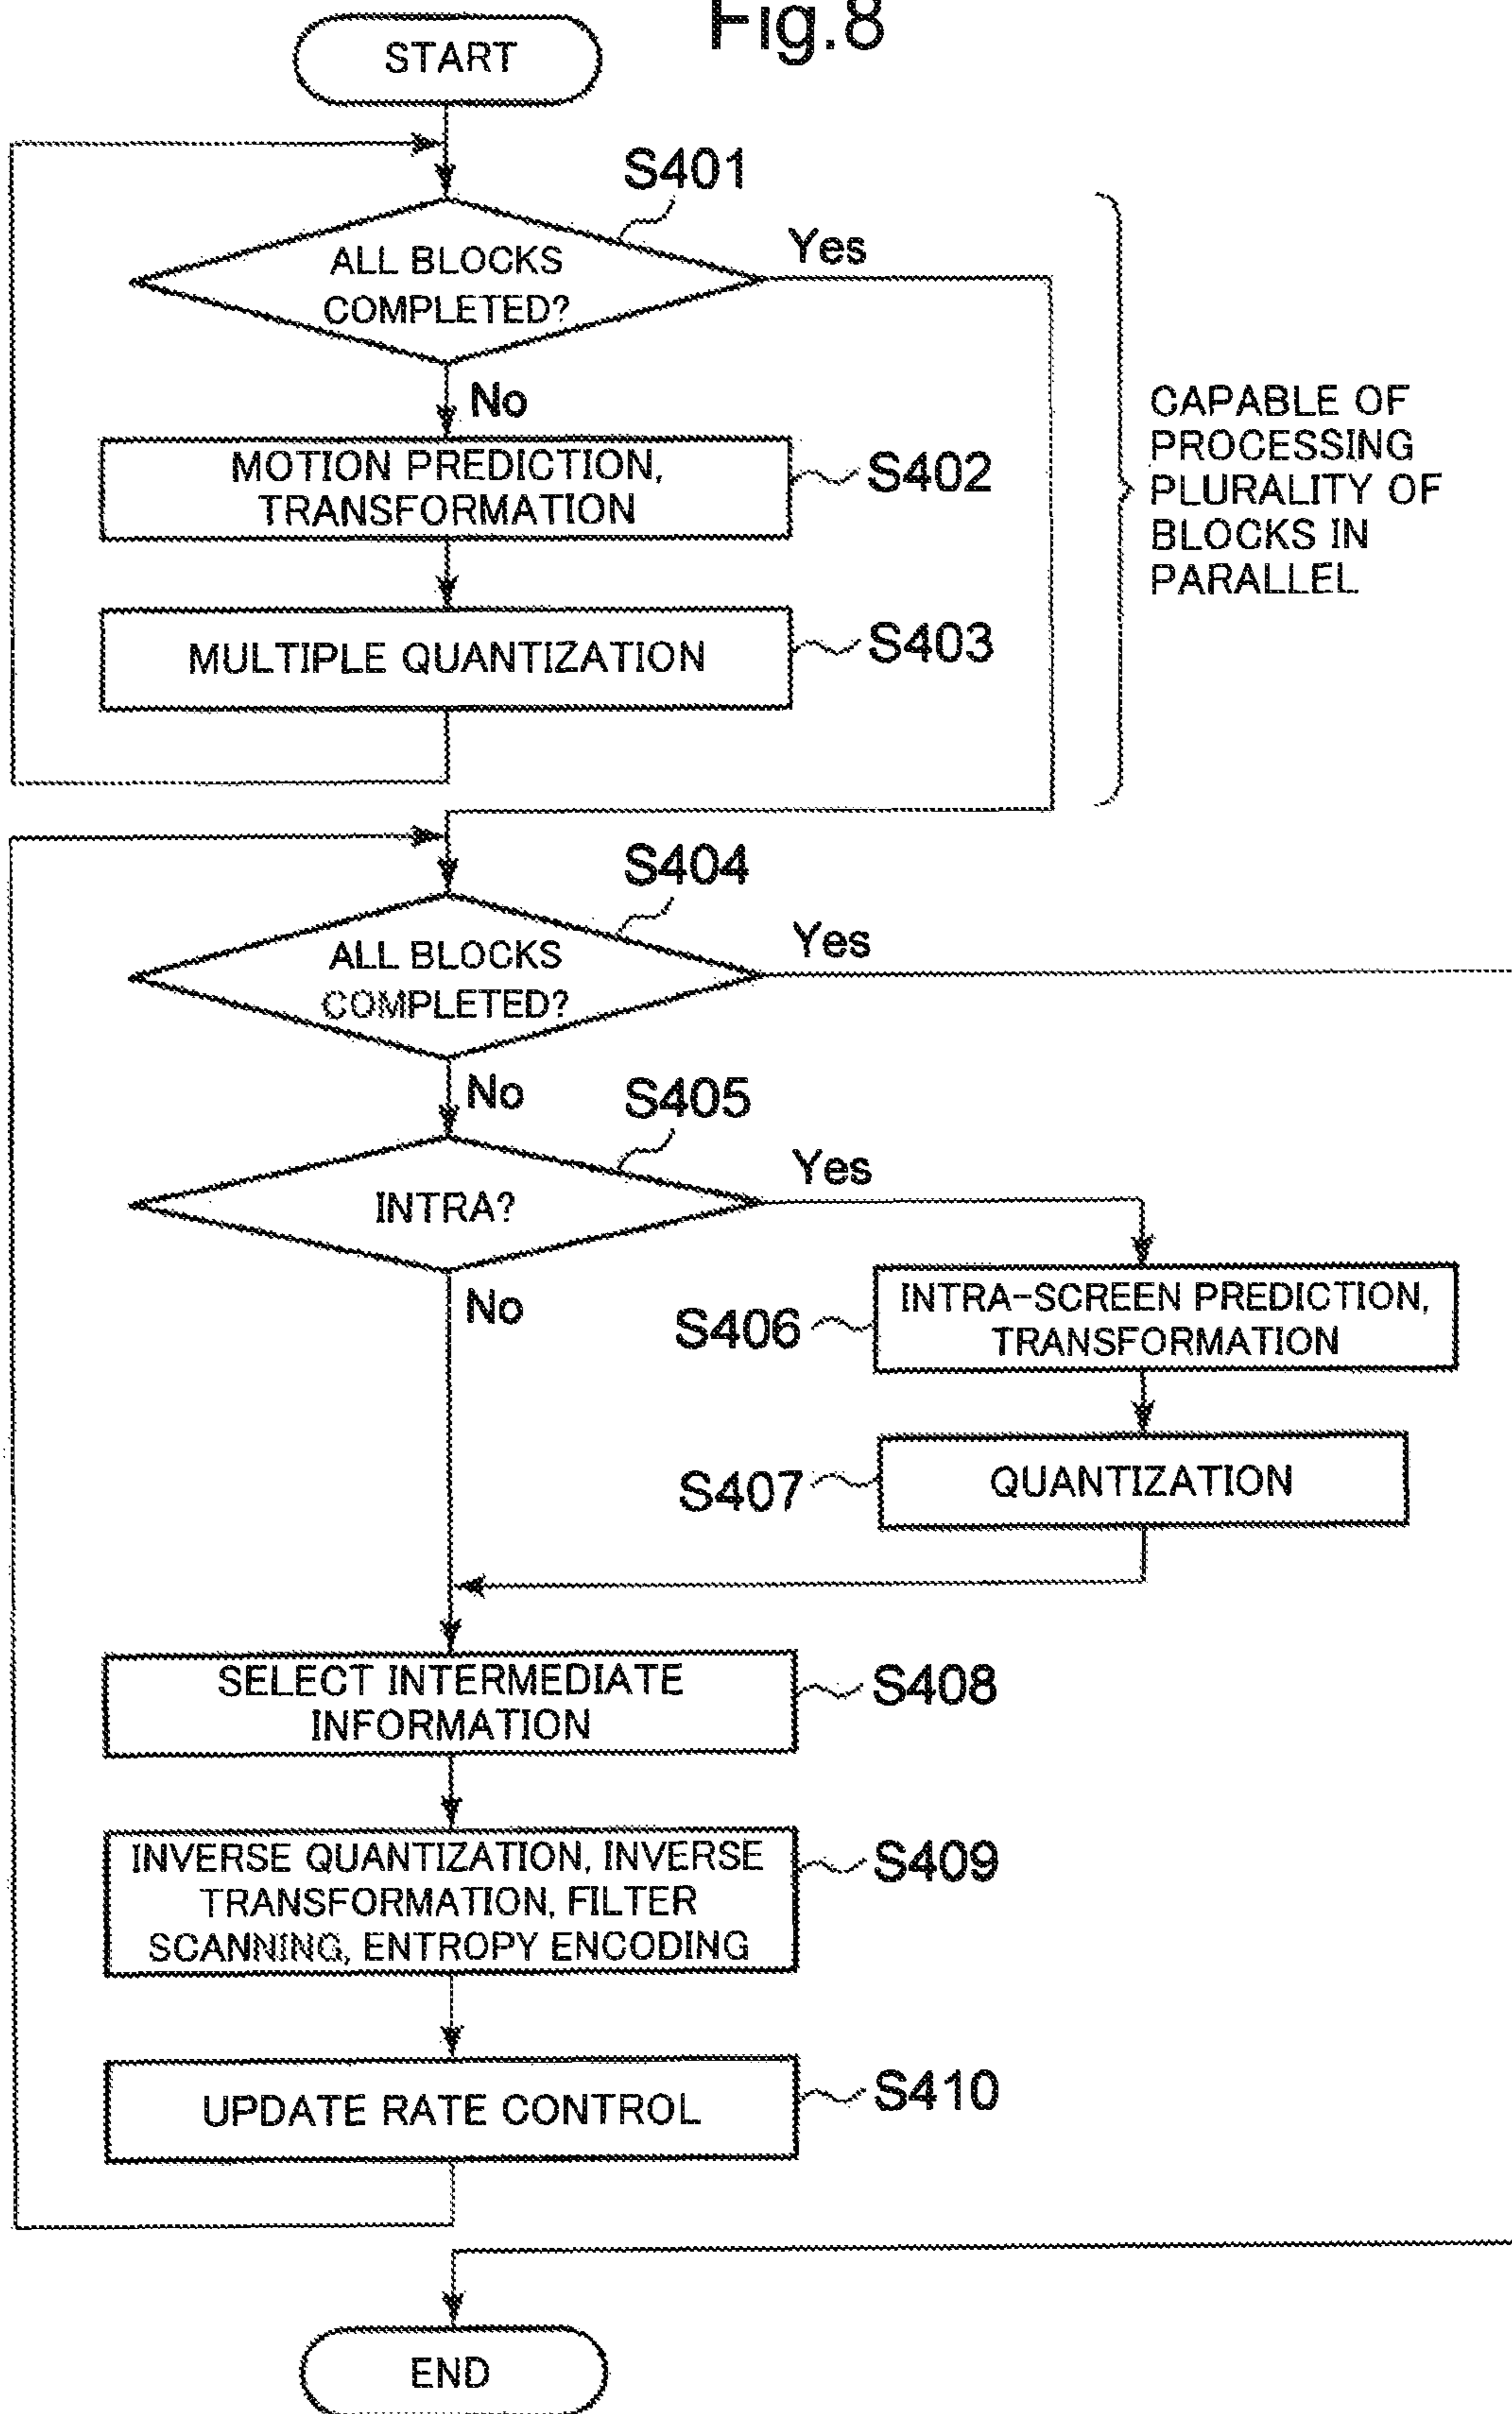 Fig.8
START
S401
ALL BLOCKS
COMPLETED?
Yes
No
CAPABLE OF
PROCESSING
PLURALITY OF
BLOCKS IN
PARALLEL
MOTION PREDICTION,
TRANSFORMATION
S402
MULTIPLE QUANTIZATION
S403
S404
ALL BLOCKS
COMPLETED?
Yes
No
S405
INTRA?
Yes
No
S406
INTRA-SCREEN PREDICTION,
TRANSFORMATION
S407
QUANTIZATION
SELECT INTERMEDIATE
INFORMATION
S408
INVERSE QUANTIZATION, INVERSE
TRANSFORMATION, FILTER
SCANNING, ENTROPY ENCODING
S409
UPDATE RATE CONTROL
S410
END